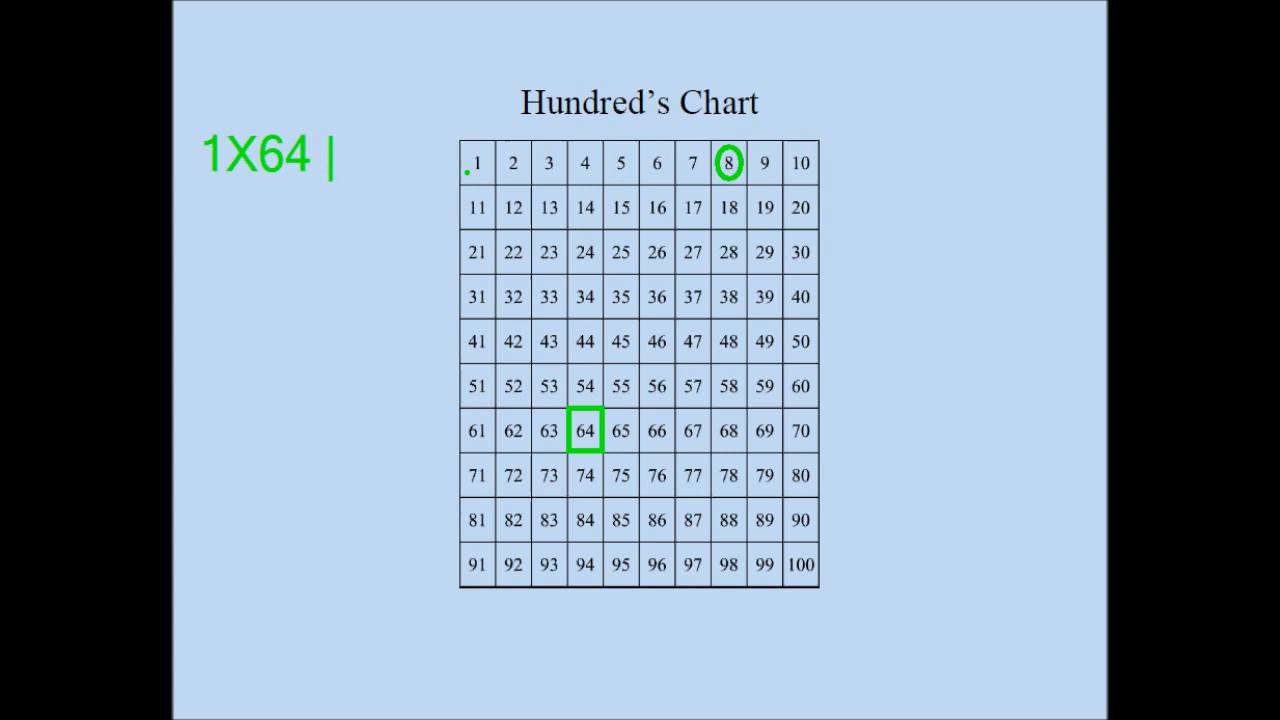 Hundred's Chart
1X64 |
1 2 3 4 5 6 7 8 9 10
11 12 13 14 15 16 17 18 19 20
21 22 23 24 25 26 27 28 29 30
31 32 33 34 35 36 37 38 39 40
41 42 43 44 45 46 47 48 49 50
51 52 53 54 55 56 57 58 59 60
61 62 63 64 65 66 67 68 69 70
71 72 73 74 75 76 77 78 79 80
81 82 83 84 85 86 87 88 89 90
91 92 93 94 95 96 97 98 99 100